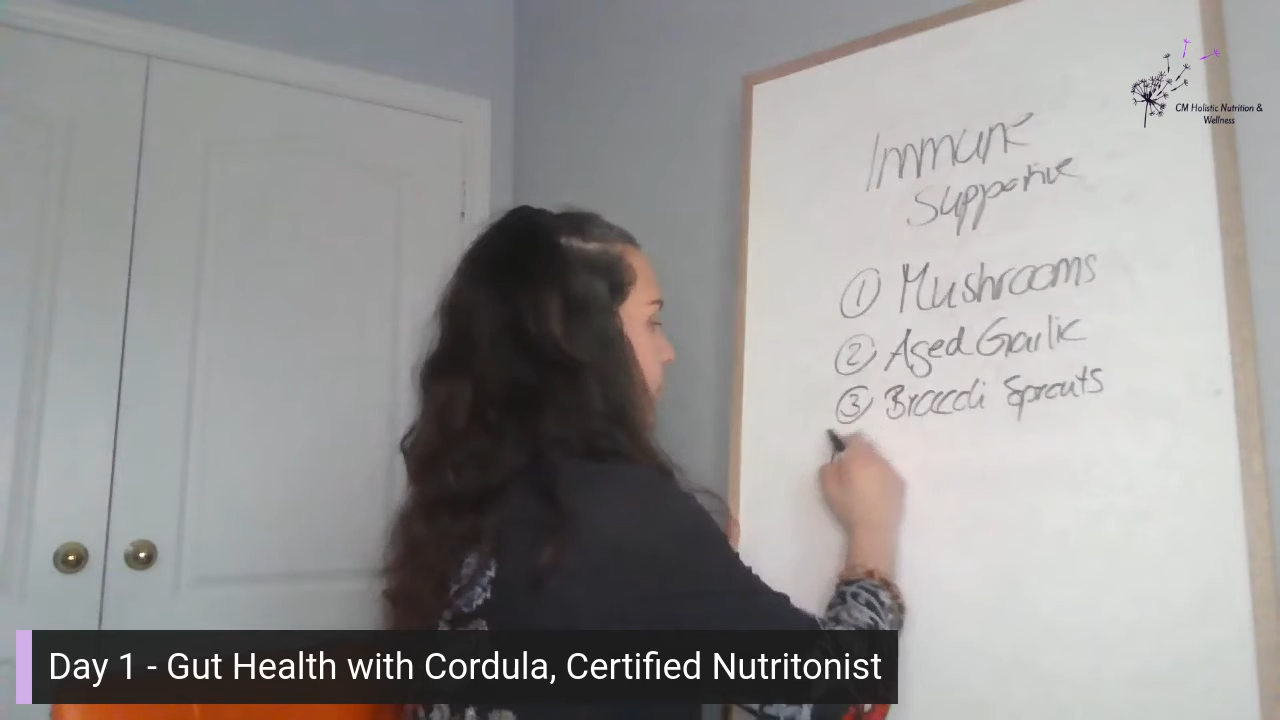 CM Holistic Nutrition &
Wellness
Immune
Supportive
① Mushrooms
② Aged Garlic
③ Broccoli Sprouts
Day 1 - Gut Health with Cordula, Certified Nutritonist